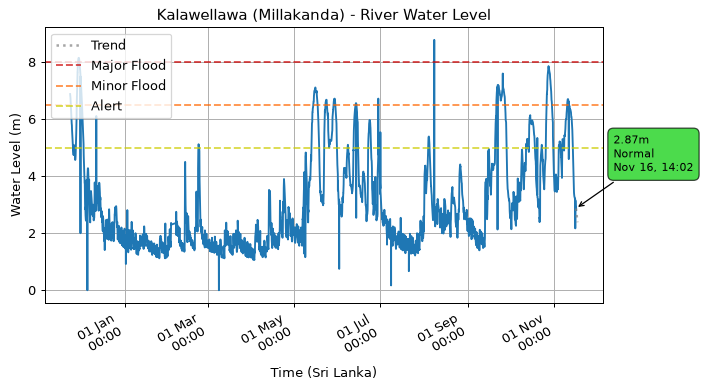 Kalawellawa (Millakanda) - River Water Level
Trend
Major Flood
Minor Flood
Alert
Water Level (m)
8
6
4
2
0
2.87m
Normal
Nov 16, 14:02
01 Jan
00:00
01 Mar
00:00
01 May
00:00
01 Jul
00:00
01 Sep
00:00
01 Nov
00:00
Time (Sri Lanka)